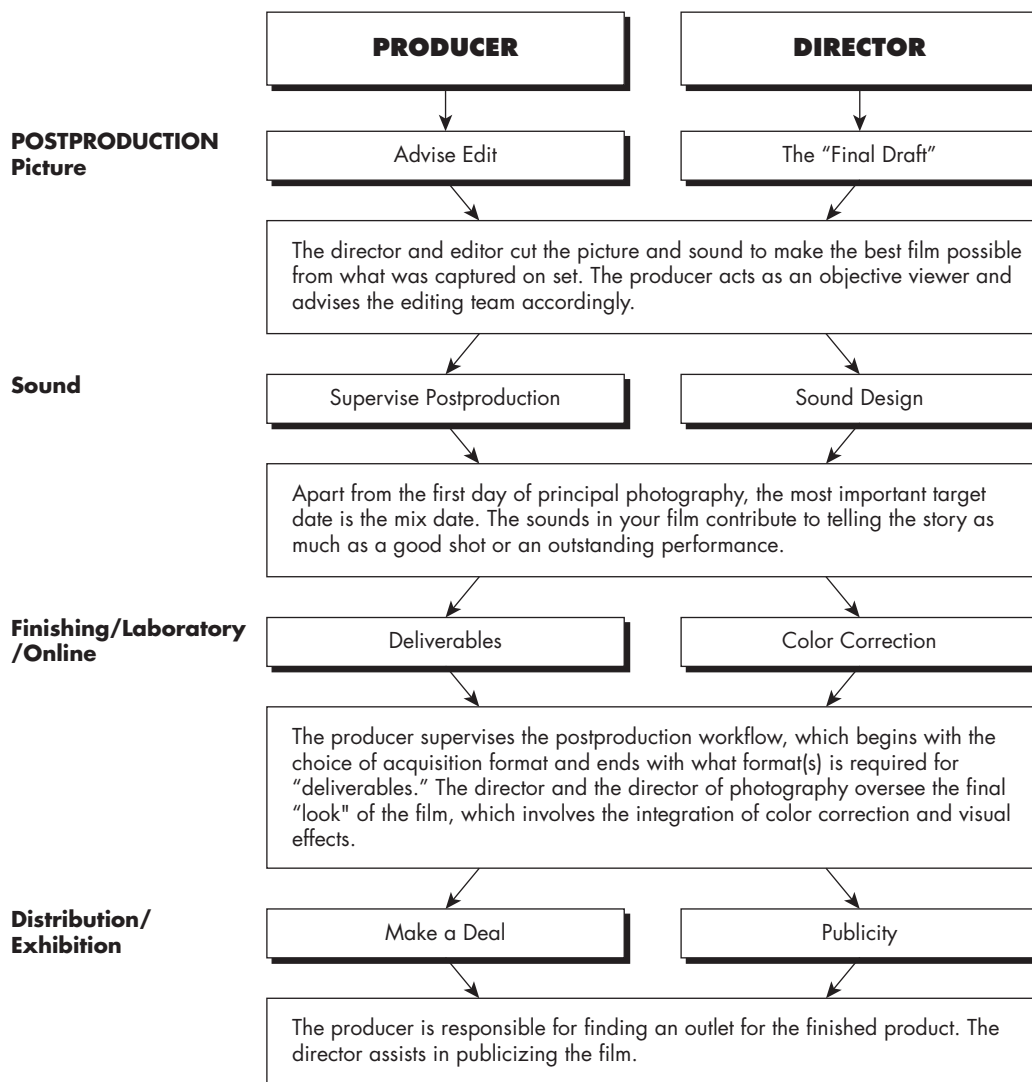 PRODUCER
DIRECTOR
POSTPRODUCTION
Picture
Advise Edit
The “Final Draft”
The director and editor cut the picture and sound to make the best film possible
from what was captured on set. The producer acts as an objective viewer and
advises the editing team accordingly.
Sound
Supervise Postproduction
Sound Design
Apart from the first day of principal photography, the most important target
date is the mix date. The sounds in your film contribute to telling the story as
much as a good shot or an outstanding performance.
Finishing/Laboratory
/Online
Deliverables
Color Correction
The producer supervises the postproduction workflow, which begins with the
choice of acquisition format and ends with what format(s) is required for
“deliverables.” The director and the director of photography oversee the final
“look" of the film, which involves the integration of color correction and visual
effects.
Distribution/
Exhibition
Make a Deal
Publicity
The producer is responsible for finding an outlet for the finished product. The
director assists in publicizing the film.